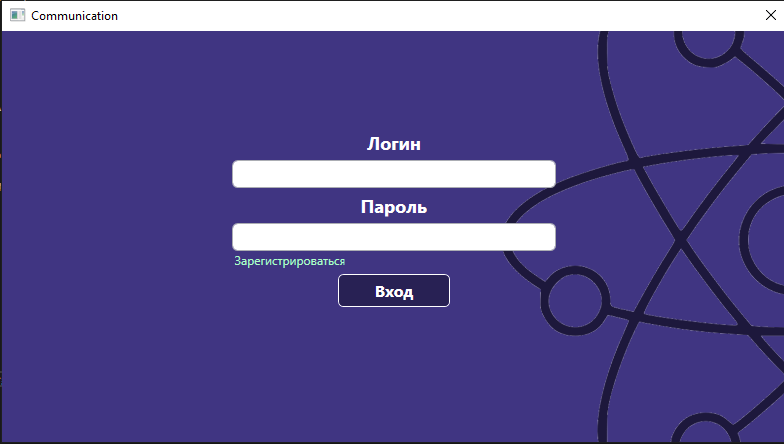 Communication
Логин
Пароль
Зарегистрироваться
Вход